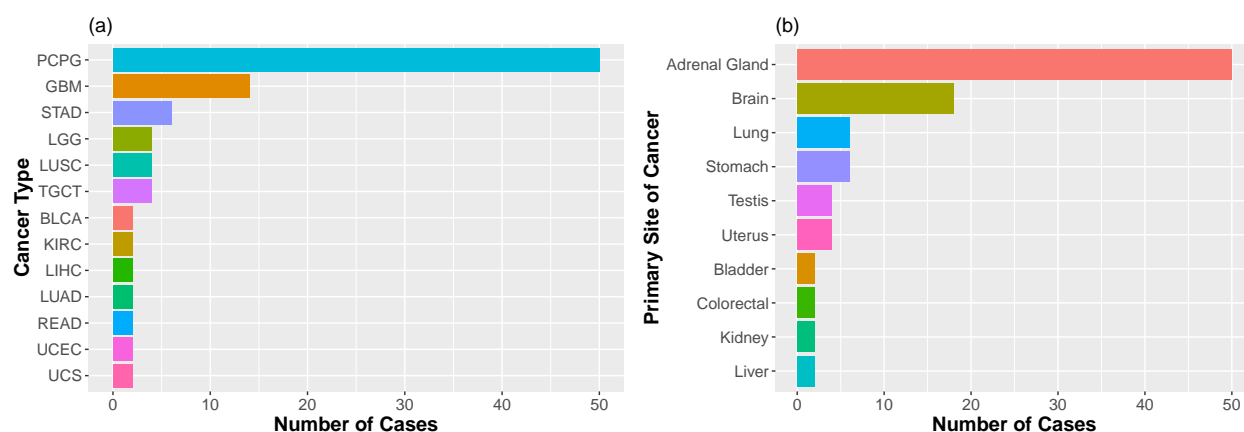 (a)
Cancer Type
PCPG
GBM
STAD
LGG
LUSC
TGCT
BLCA
KIRC
LIHC
LUAD
READ
UCEC
UCS
0 10 20 30 40 50
Number of Cases
(b)
Primary Site of Cancer
Adrenal Gland
Brain
Lung
Stomach
Testis
Uterus
Bladder
Colorectal
Kidney
Liver
0 10 20 30 40 50
Number of Cases